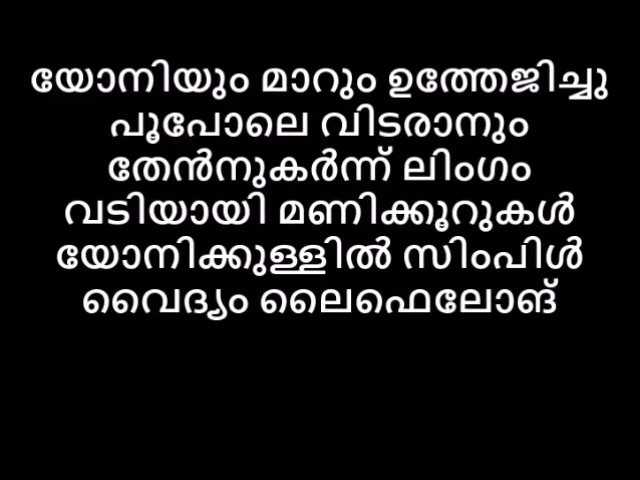 യോനിയും മാറും ഉത്തേജിച്ചു
പൂപോലെ വിടരാനും
തേൻനുകർന്ന് ലിംഗം
വടിയായി മണിക്കൂറുകൾ
യോനിക്കുള്ളിൽ സിംപിൾ
വൈദ്യം ലൈഫെലോങ്